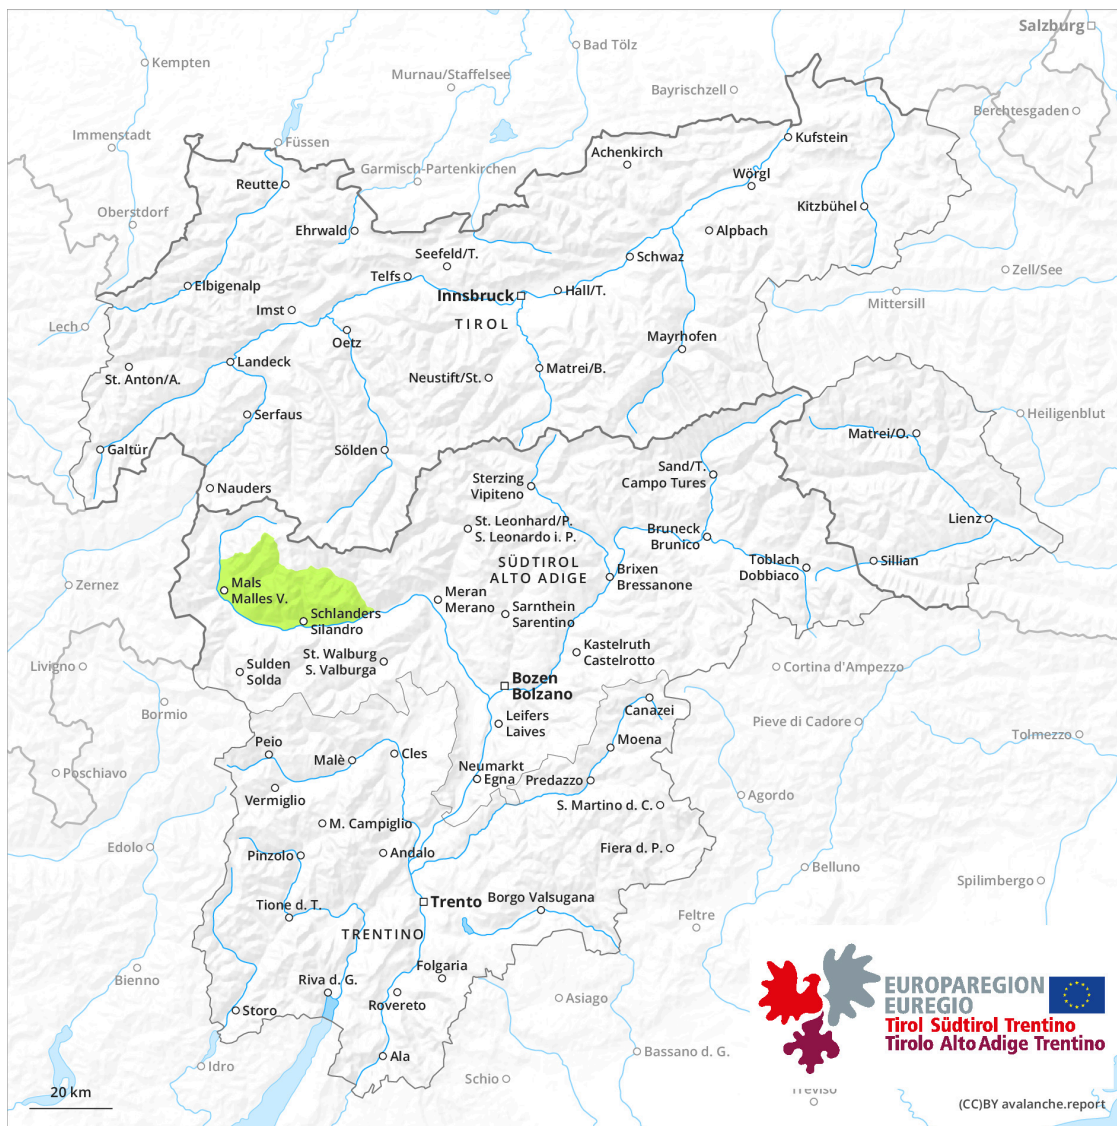 Salzburg
Bad Tölz
Kempten
Murnau/Staffelsee
Bayrischzell
Berchtesgaden
Immenstadt
Füssen
Kufstein
Achenkirch
Garmisch-Partenkirchen
Wörgl
Reutte
Oberstdorf
Kitzbühel
Ehrwald
Alpbach
Seefeld/T.
Schwaz
Telfs
Zell/See
Elbigenalp
Innsbruck
Hall/T.
Mittersill
Imst
TIROL
Lech
Oetz
Mayrhofen
Landeck
Matrei/B.
St. Anton/A.
Neustift/St.
Serfaus
Heiligenblut
Matrei/O.
Galtür
Sölden
Sand/T.
Campo Tures
Sterzing
Vipiteno
Nauders
St. Leonhard/P.
S. Leonardo i. P.
Bruneck
Brunico
Lienz
SÜDTIROL
ALTO ADIGE
Toblach
Dobbiaco
Sillian
Brixen
Bressanone
Zernez
Mals
Malles V.
Meran
Merano
Sarnthein
Sarentino
Schlanders
Silandro
Kastelruth
Castelrotto
St. Walburg
S. Valburga
Livigno
Sulden
Solda
Cortina d'Ampezzo
Bozen
Bolzano
Bormio
Canazei
Leifers
Laives
Pieve di Cadore
Tolmezzo
Peio
Moena
Malè
Cles
Poschiavo
Neumarkt
Egna
Predazzo
Vermiglio
Agordo
S. Martino d. C.
M. Campiglio
Edolo
Pinzolo
Andalo
Fiera d. P.
Belluno
Spilimbergo
Trento
Borgo Valsugana
Tione d. T.
Feltre
TRENTINO
Folgaria
Bienno
Riva d. G.
Rovereto
Asiago
Storo
EUROPAREGION
EUREGIO
Tirol Südtirol Trentino
Tirolo Alto Adige Trentino
Ala
Bassano d. G.
Idro
Schio
20 km
Treviso
(CC)BY avalanche.report